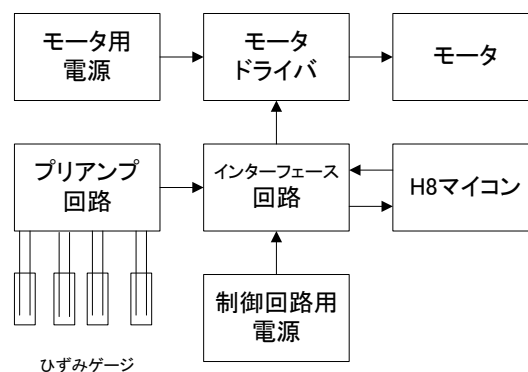 モータ用
電源
モータ
ドライバ
モータ
プリアンプ
回路
インターフェース
回路
H8マイコン
制御回路用
電源
ひずみゲージ